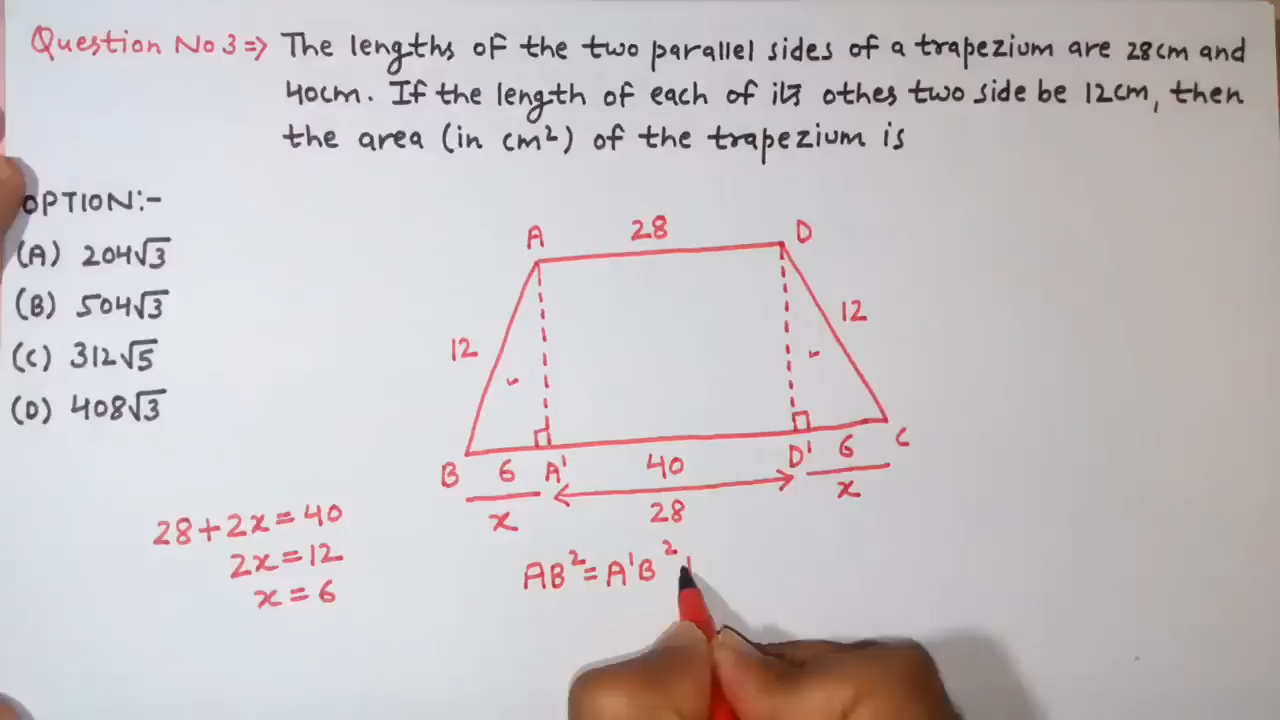 Question No 3 => The lengths of the two parallel sides of a trapezium are 28cm and
40cm. If the length of each of its othes two side be 12cm, then
the area (in cm²) of the trapezium is
OPTION:-
(A) 204√3
(B) 504√3
(C) 312√5
(D) 408√3
A 28 D
12 12
B 6 A' 40 D' 6 C
x 28 x
28+2x=40
2x=12
x=6
AB²=A'B²